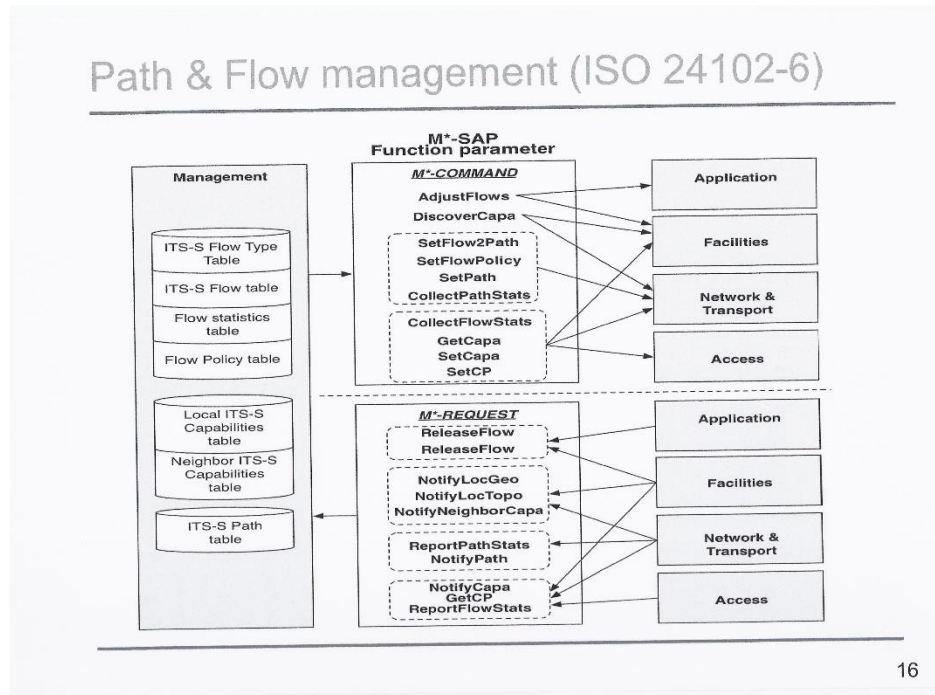 Path & Flow management (ISO 24102-6)
M*-SAP
Function parameter
Management
ITS-S Flow Type
Table
ITS-S Flow table
Flow statistics
table
Flow Policy table
Local ITS-S
Capabilities
table
Neighbor ITS-S
Capabilities
table
ITS-S Path
table
M*-COMMAND
AdjustFlows
DiscoverCapa
SetFlow2Path
SetFlowPolicy
SetPath
CollectPathStats
CollectFlowStats
GetCapa
SetCapa
SetCP
Application
Facilities
Network &
Transport
Access
M*-REQUEST
ReleaseFlow
ReleaseFlow
NotifyLocGeo
NotifyLocTopo
NotifyNeighborCapa
ReportPathStats
NotifyPath
NotifyCapa
GetCP
ReportFlowStats
Application
Facilities
Network &
Transport
Access
16